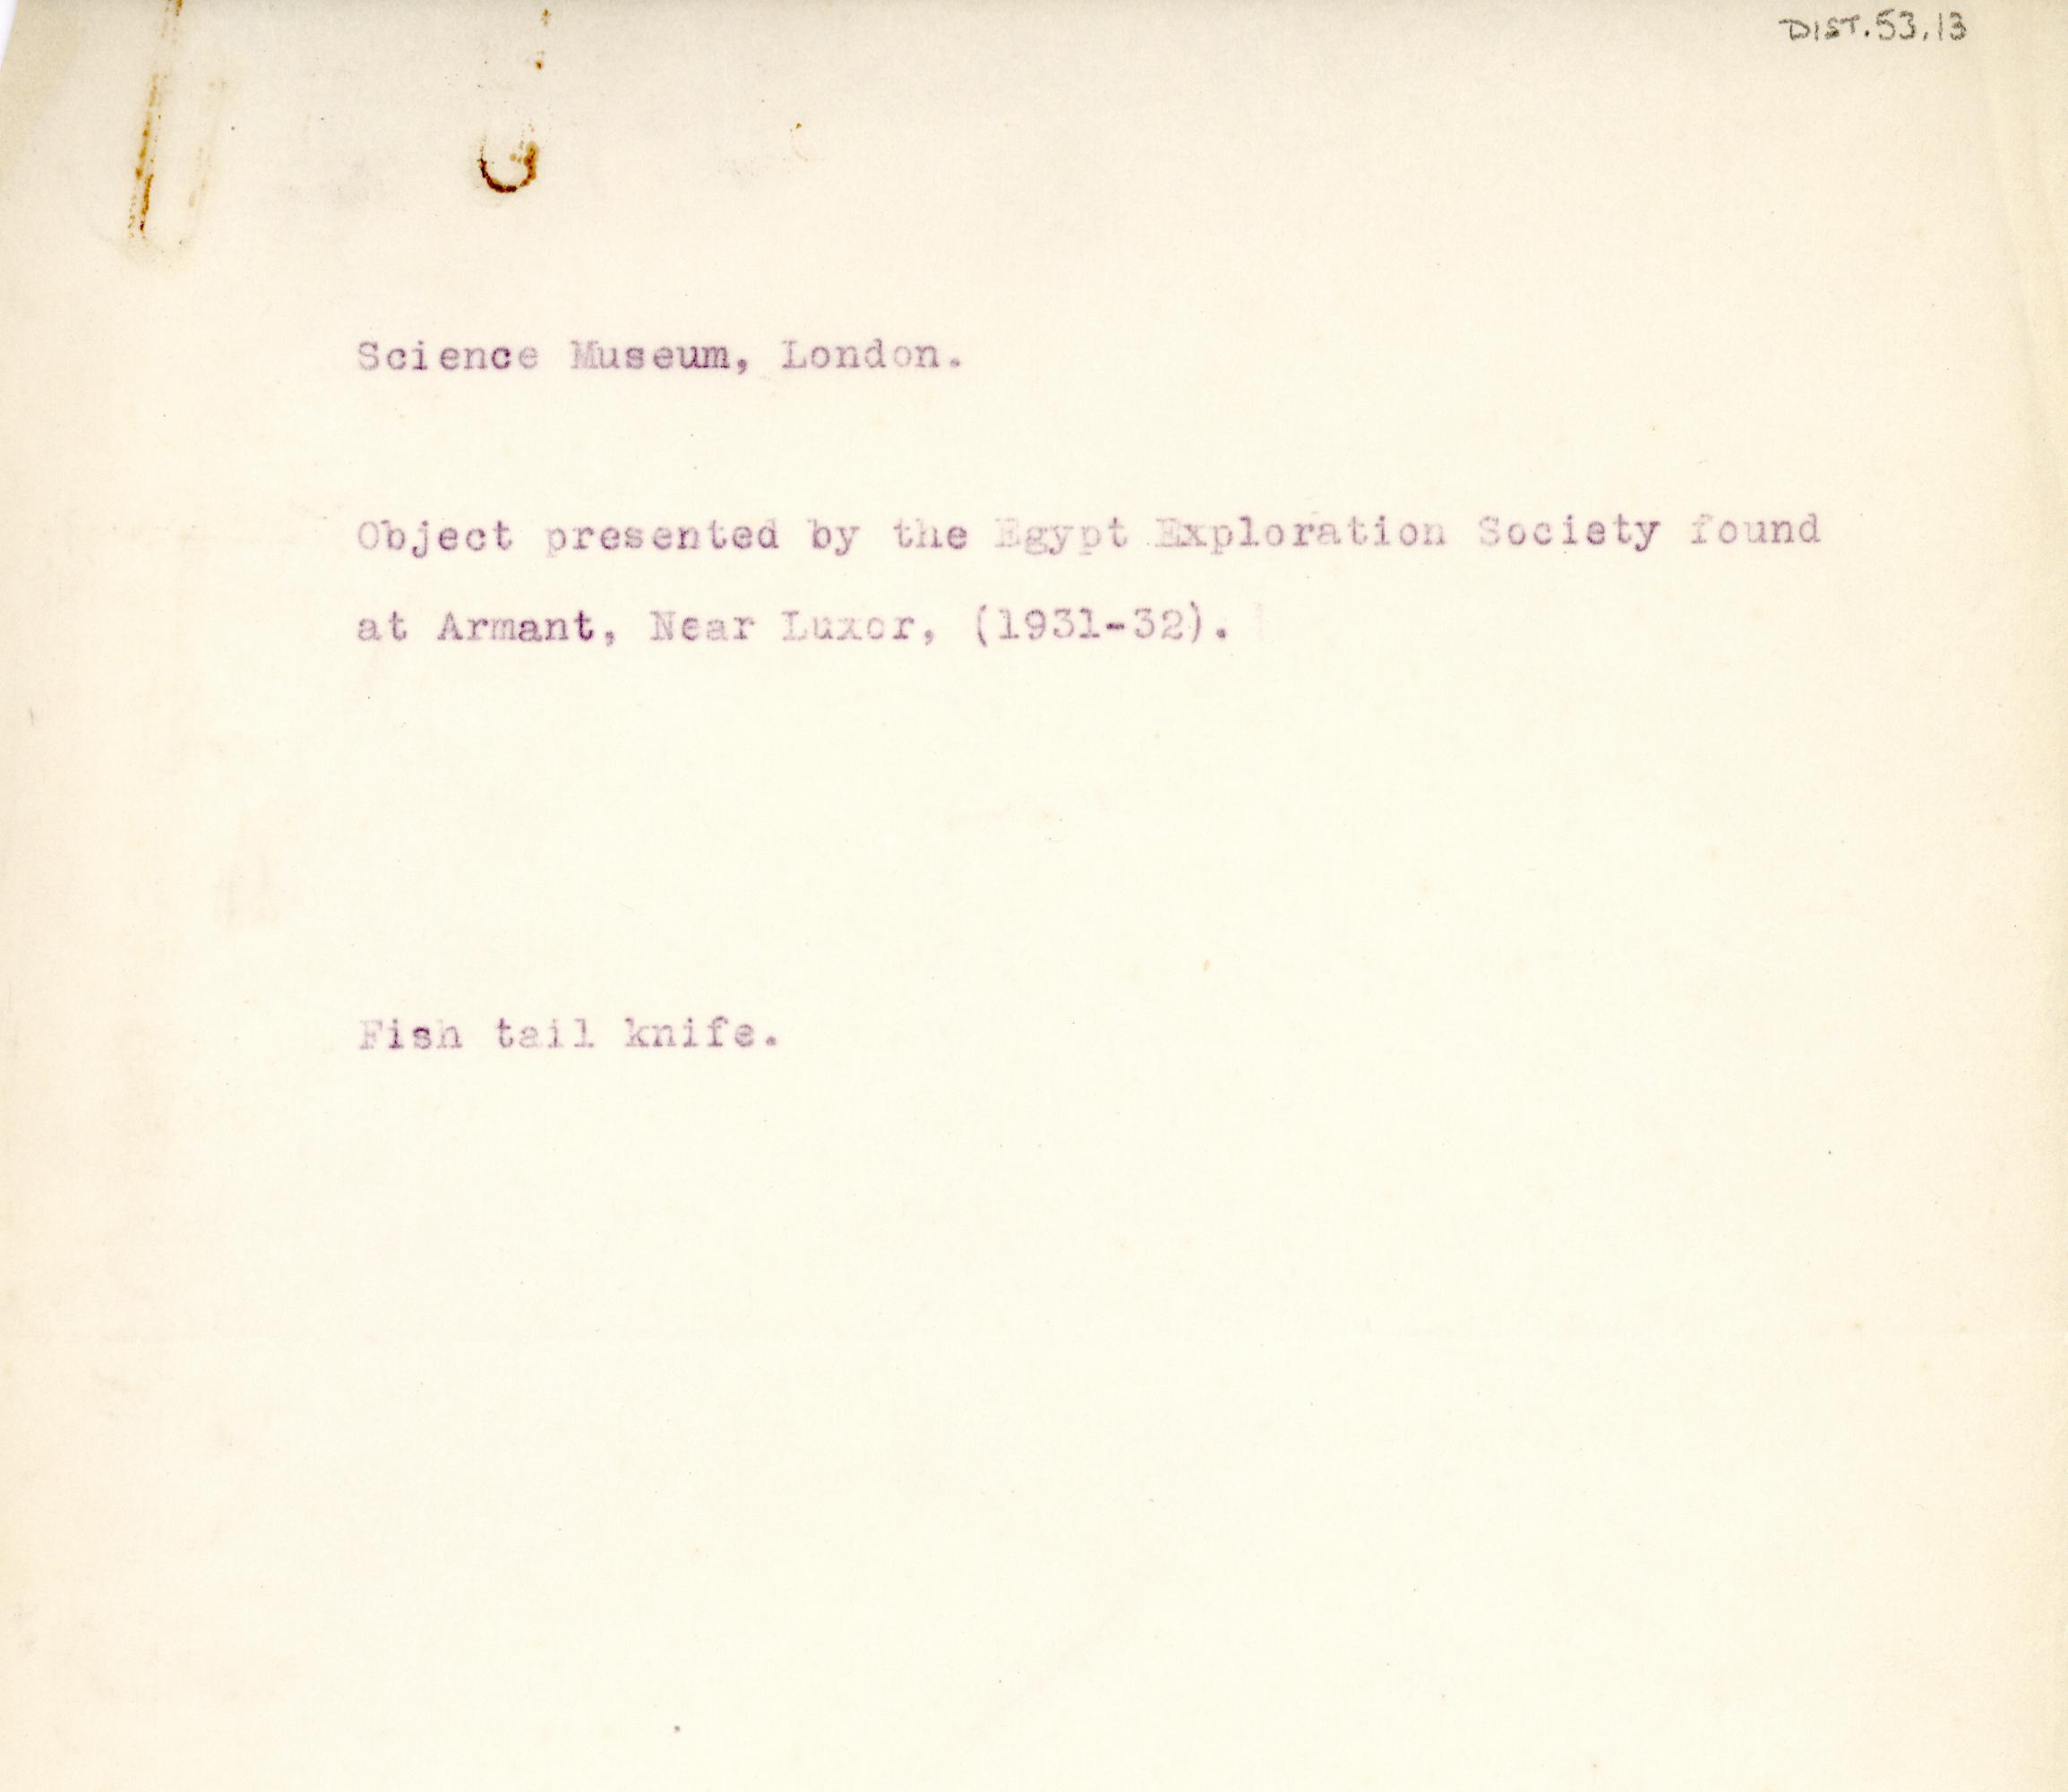 DIST.53.13
Science Museum, London.
Object presented by the Egypt Exploration Society found
at Armant, Near Luxor, (1931-32).
Fish tail knife.